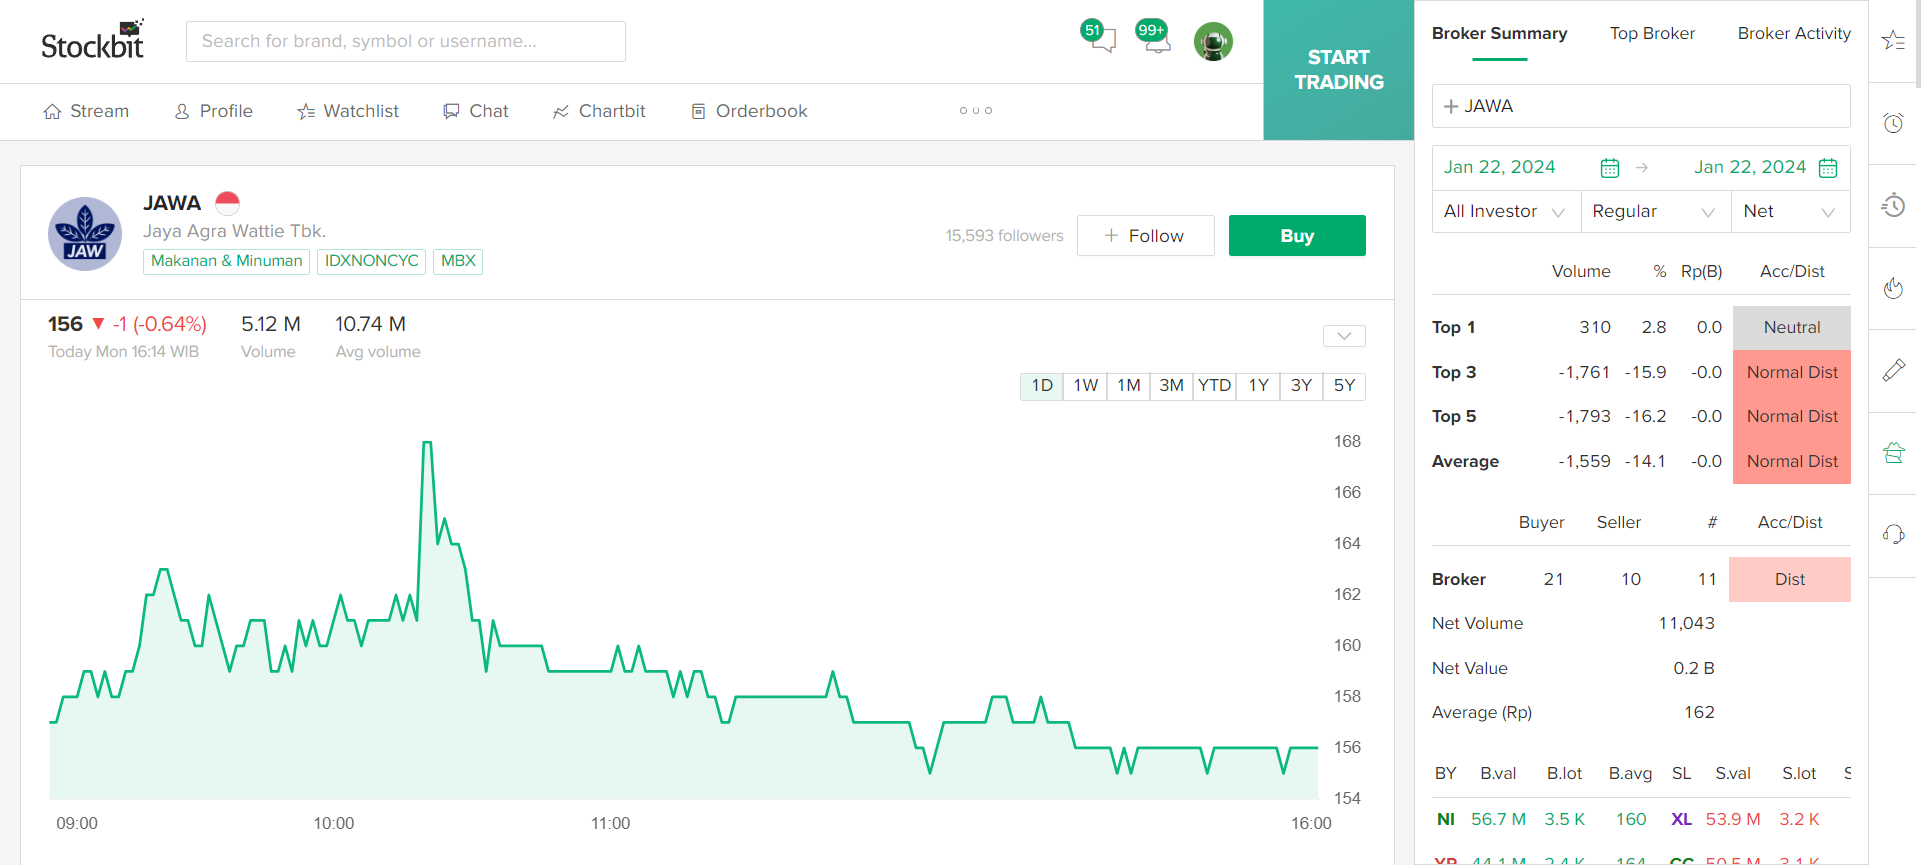 Stockbit
Search for brand, symbol or username...
51
99+
START
TRADING
Stream
Profile
Watchlist
Chat
Chartbit
Orderbook
JAWA
Jaya Agra Wattie Tbk.
Makanan & Minuman IDXNONCYC MBX
JAW
15,593 followers
+ Follow
Buy
156 ▼ -1 (-0.64%) 5.12 M 10.74 M
Today Mon 16:14 WIB Volume Avg volume
1D 1W 1M 3M YTD 1Y 3Y 5Y
168
166
164
162
160
158
156
154
09:00 10:00 11:00 16:00
Broker Summary Top Broker Broker Activity
+ JAWA
Jan 22, 2024 → Jan 22, 2024
All Investor Regular Net
Volume % Rp(B) Acc/Dist
Top 1 310 2.8 0.0 Neutral
Top 3 -1,761 -15.9 -0.0 Normal Dist
Top 5 -1,793 -16.2 -0.0 Normal Dist
Average -1,559 -14.1 -0.0 Normal Dist
Buyer Seller # Acc/Dist
Broker 21 10 11 Dist
Net Volume 11,043
Net Value 0.2 B
Average (Rp) 162
BY B.val B.lot B.avg SL S.val S.lot
NI 56.7 M 3.5 K 160 XL 53.9 M 3.2 K